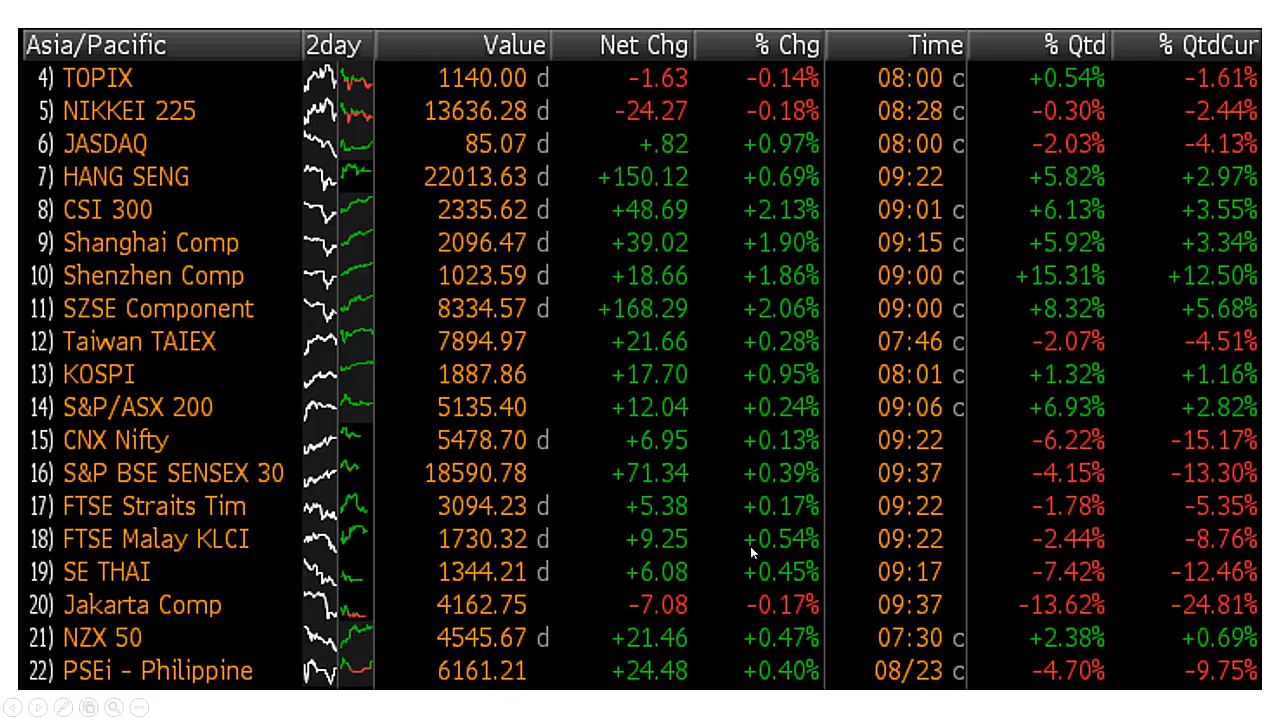 Asia/Pacific 2day Value Net Chg % Chg Time % Qtd % QtdCur
4) TOPIX 1140.00 d -1.63 -0.14% 08:00 c +0.54% -1.61%
5) NIKKEI 225 13636.28 d -24.27 -0.18% 08:28 c -0.30% -2.44%
6) JASDAQ 85.07 d +.82 +0.97% 08:00 c -2.03% -4.13%
7) HANG SENG 22013.63 d +150.12 +0.69% 09:22 +5.82% +2.97%
8) CSI 300 2335.62 d +48.69 +2.13% 09:01 c +6.13% +3.55%
9) Shanghai Comp 2096.47 d +39.02 +1.90% 09:15 c +5.92% +3.34%
10) Shenzhen Comp 1023.59 d +18.66 +1.86% 09:00 c +15.31% +12.50%
11) SZSE Component 8334.57 d +168.29 +2.06% 09:00 c +8.32% +5.68%
12) Taiwan TAIEX 7894.97 +21.66 +0.28% 07:46 c -2.07% -4.51%
13) KOSPI 1887.86 +17.70 +0.95% 08:01 c +1.32% +1.16%
14) S&P/ASX 200 5135.40 +12.04 +0.24% 09:06 c +6.93% +2.82%
15) CNX Nifty 5478.70 d +6.95 +0.13% 09:22 -6.22% -15.17%
16) S&P BSE SENSEX 30 18590.78 +71.34 +0.39% 09:37 -4.15% -13.30%
17) FTSE Straits Tim 3094.23 d +5.38 +0.17% 09:22 -1.78% -5.35%
18) FTSE Malay KLCI 1730.32 d +9.25 +0.54% 09:22 -2.44% -8.76%
19) SE THAI 1344.21 d +6.08 +0.45% 09:17 -7.42% -12.46%
20) Jakarta Comp 4162.75 -7.08 -0.17% 09:37 -13.62% -24.81%
21) NZX 50 4545.67 d +21.46 +0.47% 07:30 c +2.38% +0.69%
22) PSEi - Philippine 6161.21 +24.48 +0.40% 08/23 c -4.70% -9.75%